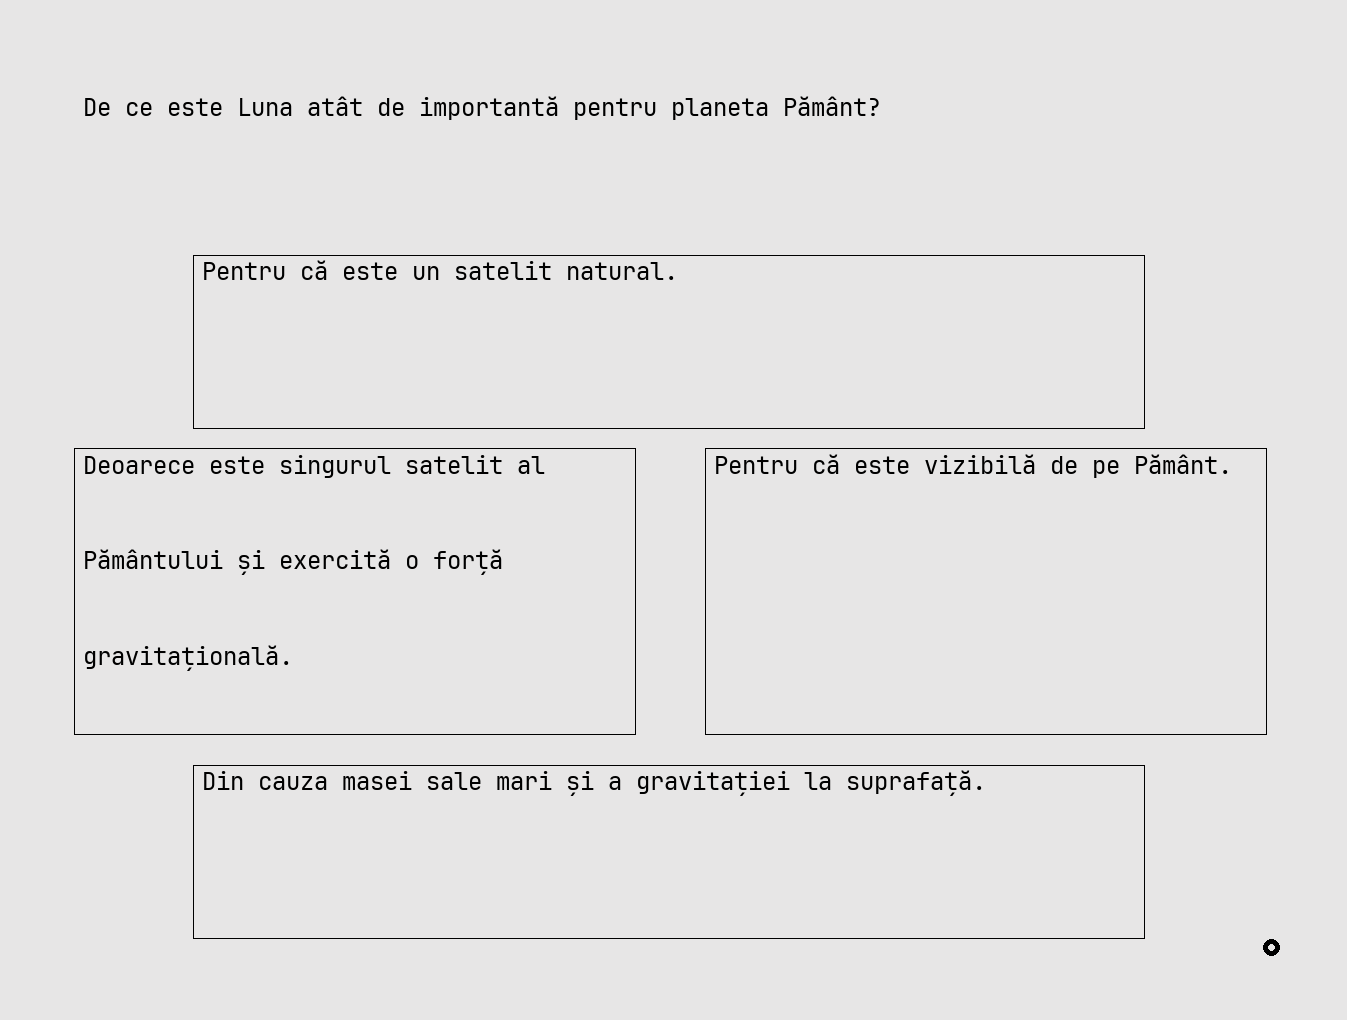 De ce este Luna atât de importantă pentru planeta Pământ?
Pentru că este un satelit natural.
Deoarece este singurul satelit al
Pământului și exercită o forță
gravitațională.
Pentru că este vizibilă de pe Pământ.
Din cauza masei sale mari și a gravitației la suprafață.